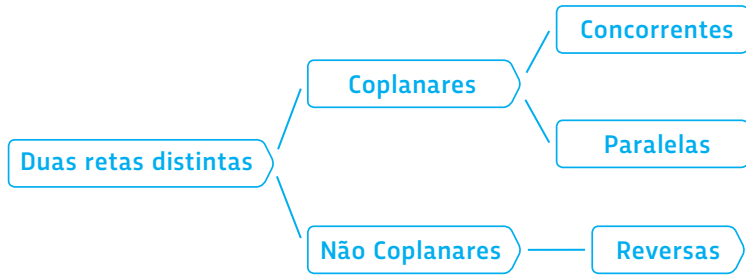 Duas retas distintas
Coplanares
Concorrentes
Paralelas
Não Coplanares
Reversas